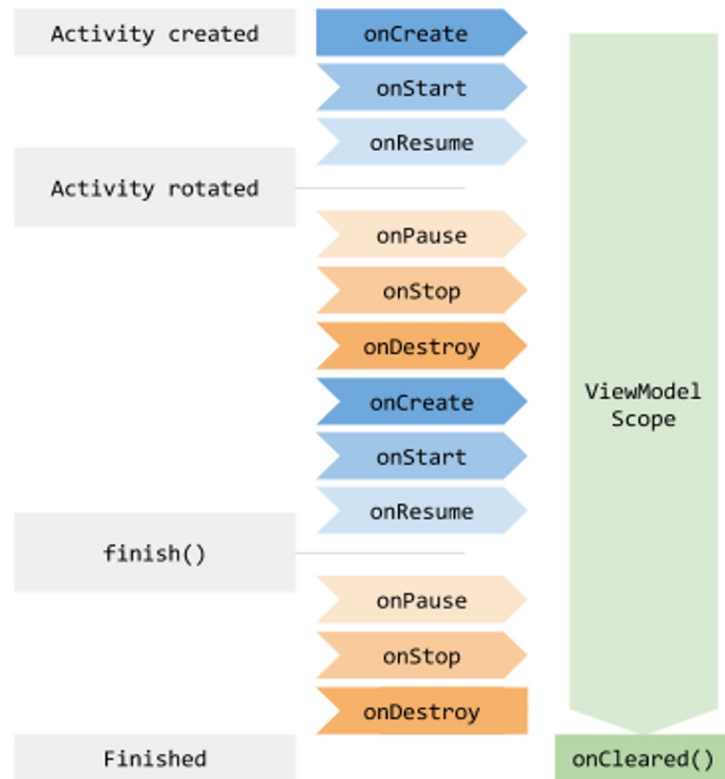 Activity created
onCreate
onStart
onResume
Activity rotated
onPause
onStop
onDestroy
onCreate
onStart
onResume
finish()
onPause
onStop
onDestroy
Finished
ViewModel
Scope
onCleared()